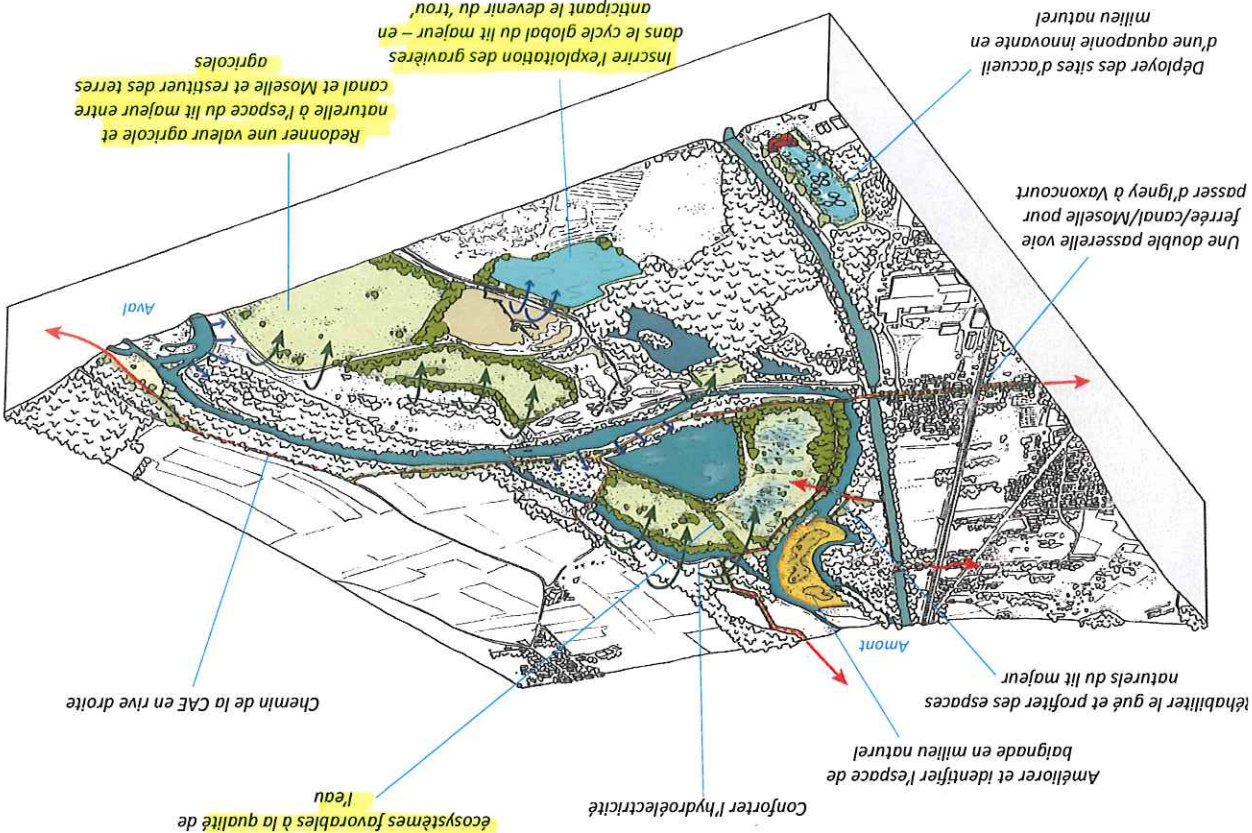 écosystèmes favorables à la qualité de
l'eau
Conforter l'hydroélectricité
Améliorer et identifier l'espace de
baignade en milieu naturel
éhabiliter le gué et profiter des espaces
naturels du lit majeur
Chemin de la CAE en rive droite
Amont
Aval
Une double passerelle voie
ferrée/canal/Moselle pour
passer d'Igney à Vaxoncourt
Déployer des sites d'accueil
d'une aquaponie innovante en
milieu naturel
Inscrire l'exploitation des gravières
dans le cycle global du lit majeur – en
anticipant le devenir du 'trou'
Redonner une valeur agricole et
naturelle à l'espace du lit majeur entre
canal et Moselle et restituer des terres
agricoles